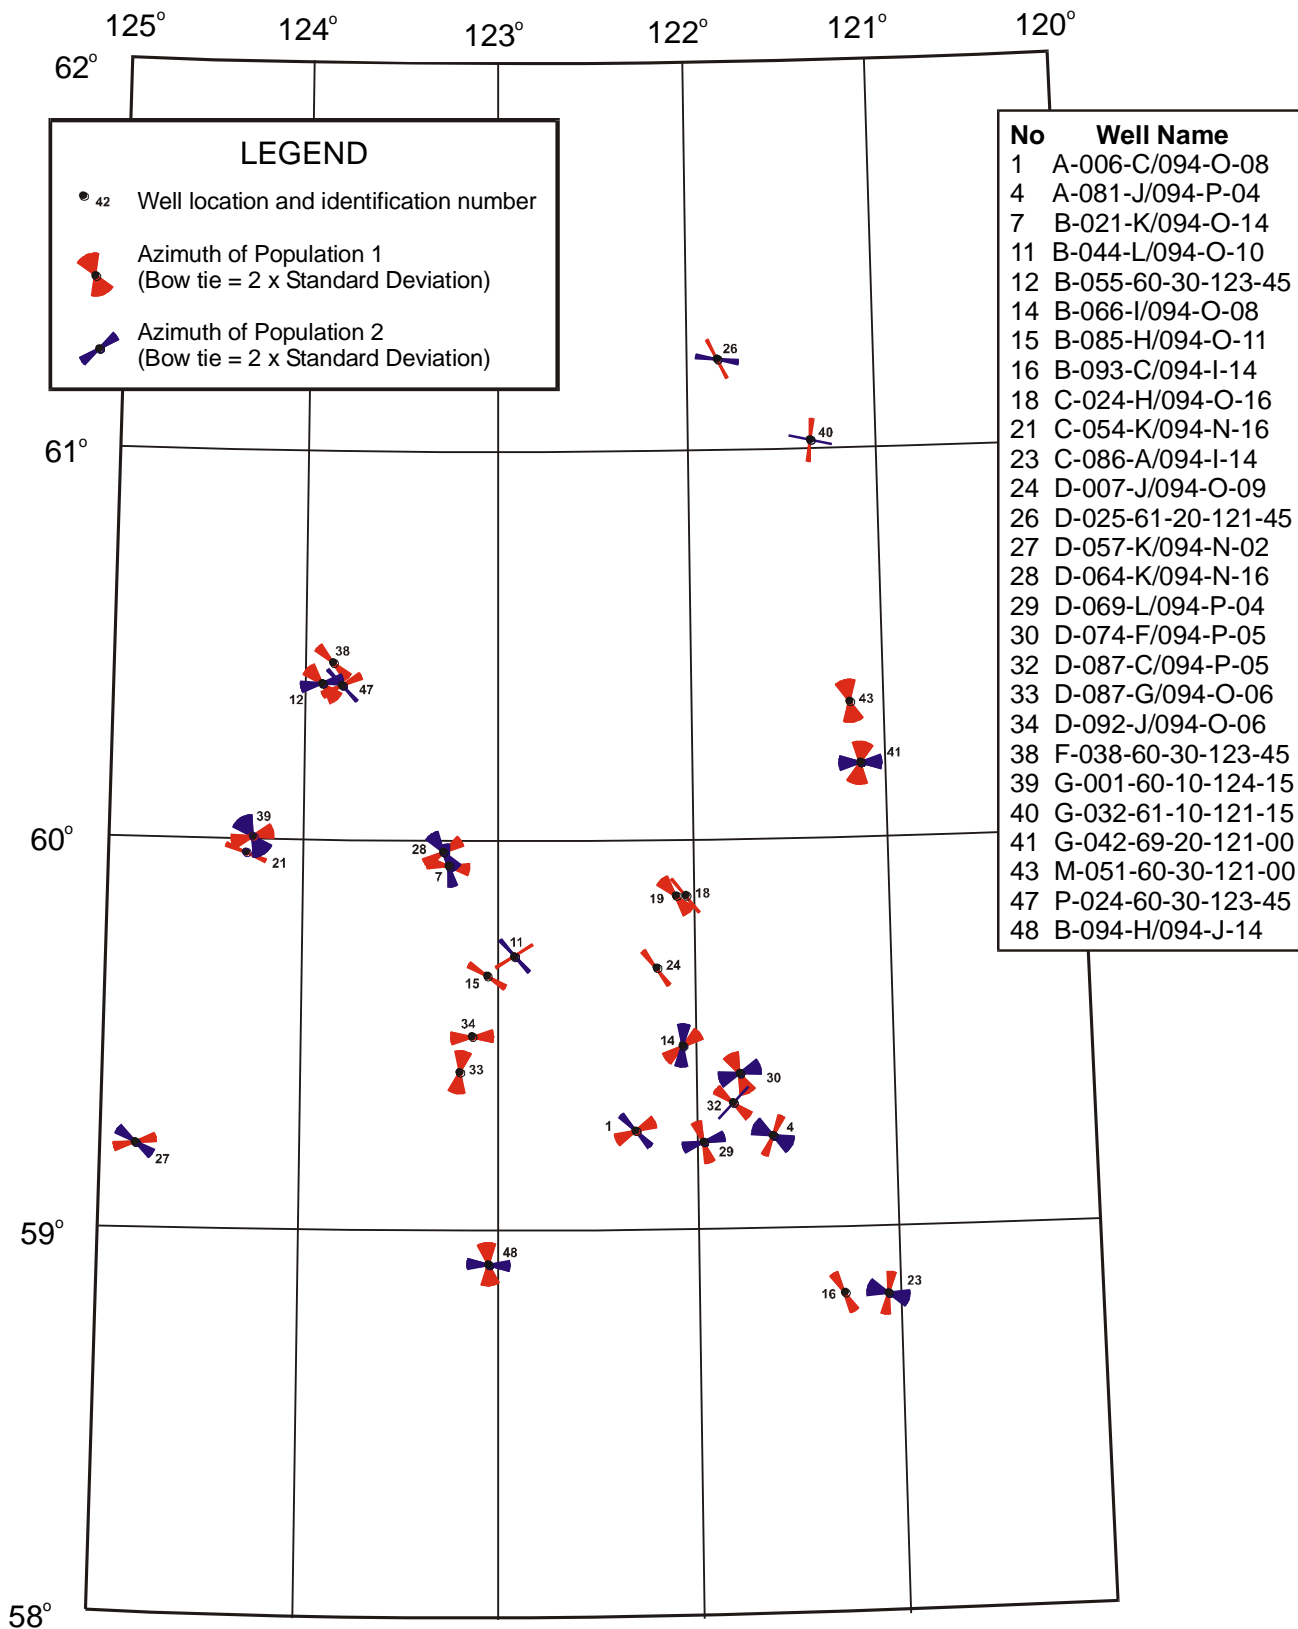 125° 124° 123° 122° 121° 120°
62°
LEGEND
42 Well location and identification number
Azimuth of Population 1
(Bow tie = 2 x Standard Deviation)
Azimuth of Population 2
(Bow tie = 2 x Standard Deviation)
No Well Name
1 A-006-C/094-O-08
4 A-081-J/094-P-04
7 B-021-K/094-O-14
11 B-044-L/094-O-10
12 B-055-60-30-123-45
14 B-066-I/094-O-08
15 B-085-H/094-O-11
16 B-093-C/094-I-14
18 C-024-H/094-O-16
21 C-054-K/094-N-16
23 C-086-A/094-I-14
24 D-007-J/094-O-09
26 D-025-61-20-121-45
27 D-057-K/094-N-02
28 D-064-K/094-N-16
29 D-069-L/094-P-04
30 D-074-F/094-P-05
32 D-087-C/094-P-05
33 D-087-G/094-O-06
34 D-092-J/094-O-06
38 F-038-60-30-123-45
39 G-001-60-10-124-15
40 G-032-61-10-121-15
41 G-042-69-20-121-00
43 M-051-60-30-121-00
47 P-024-60-30-123-45
48 B-094-H/094-J-14
26
40
61°
38
47
12
43
41
60°
39
21
28
7
19
18
11
15
24
34
33
14
30
32
1
4
29
27
59°
48
16
23
58°